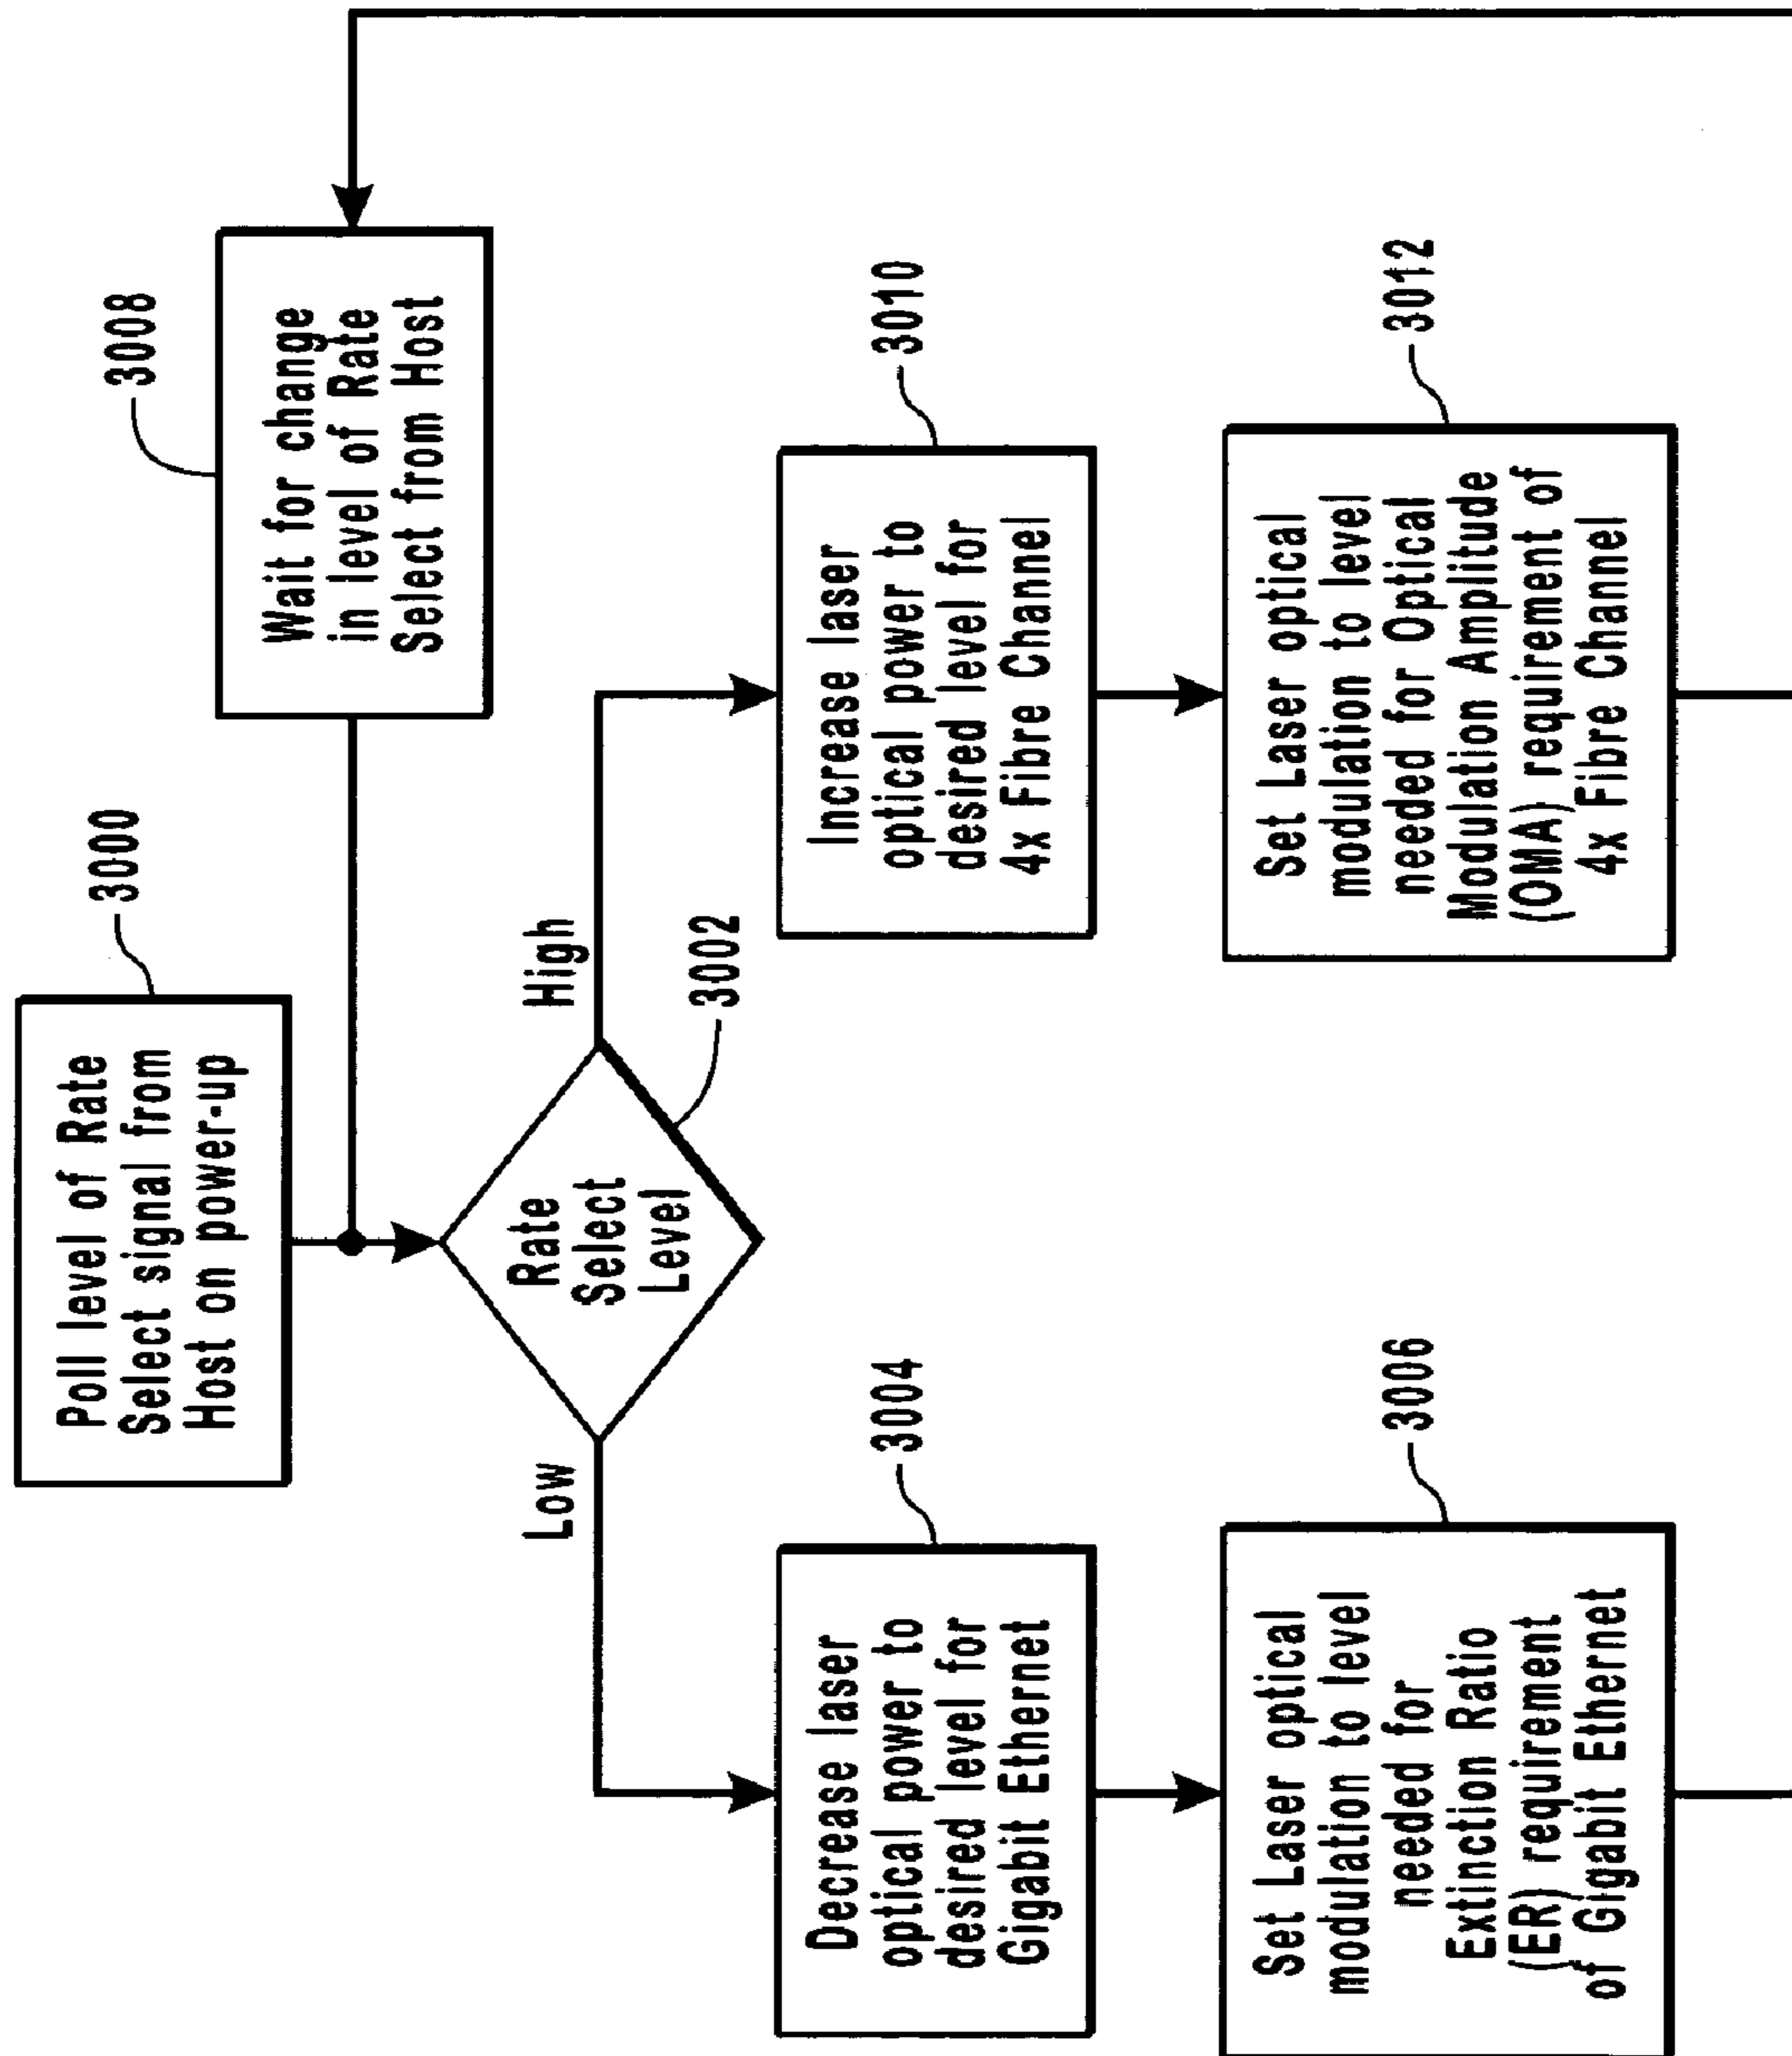 Poll level of Rate
Select signal from
Host on power-up
3000
Wait for change
in level of Rate
Select from Host
3008
Rate
Select
Level
3002
Low
High
Decrease laser
optical power to
desired level for
Gigabit Ethernet
3004
Increase laser
optical power to
desired level for
4x Fibre Channel
3010
Set Laser optical
modulation to level
needed for
Extinction Ratio
(ER) requirement
of Gigabit Ethernet
3006
Set Laser optical
modulation to level
needed for Optical
Modulation Amplitude
(OMA) requirement of
4x Fibre Channel
3012